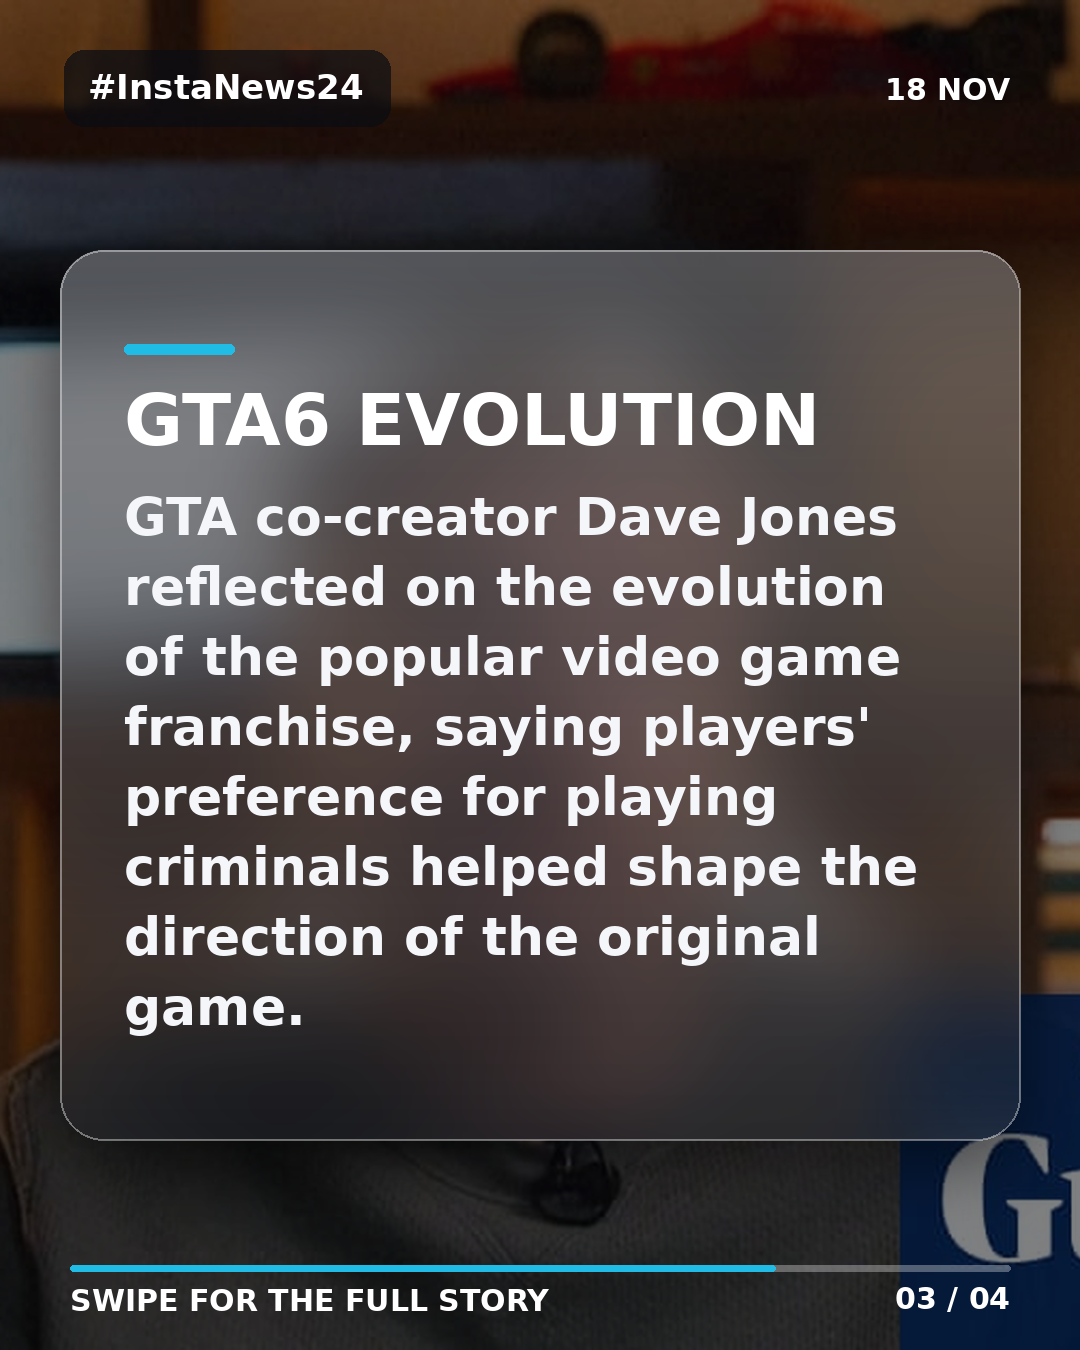 #InstaNews24
18 NOV
GTA6 EVOLUTION
GTA co-creator Dave Jones
reflected on the evolution
of the popular video game
franchise, saying players'
preference for playing
criminals helped shape the
direction of the original
game.
SWIPE FOR THE FULL STORY
03 / 04